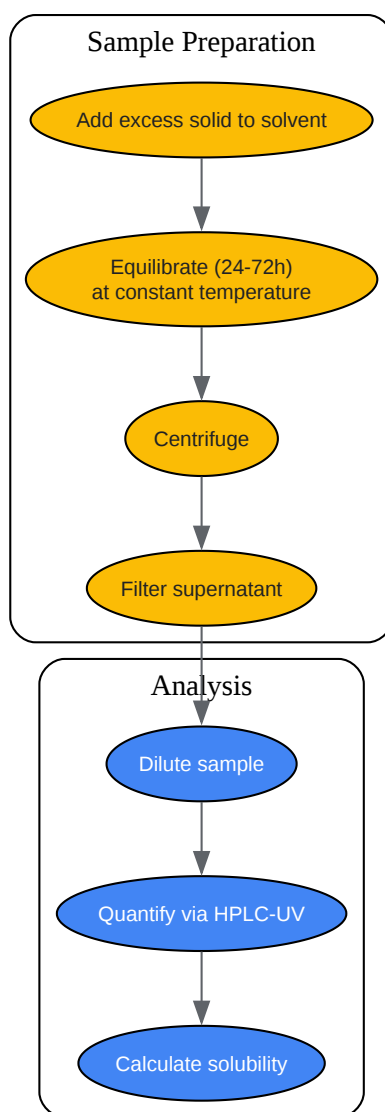 Sample Preparation
Add excess solid to solvent
Equilibrate (24-72h)
at constant temperature
Centrifuge
Filter supernatant
Analysis
Dilute sample
Quantify via HPLC-UV
Calculate solubility